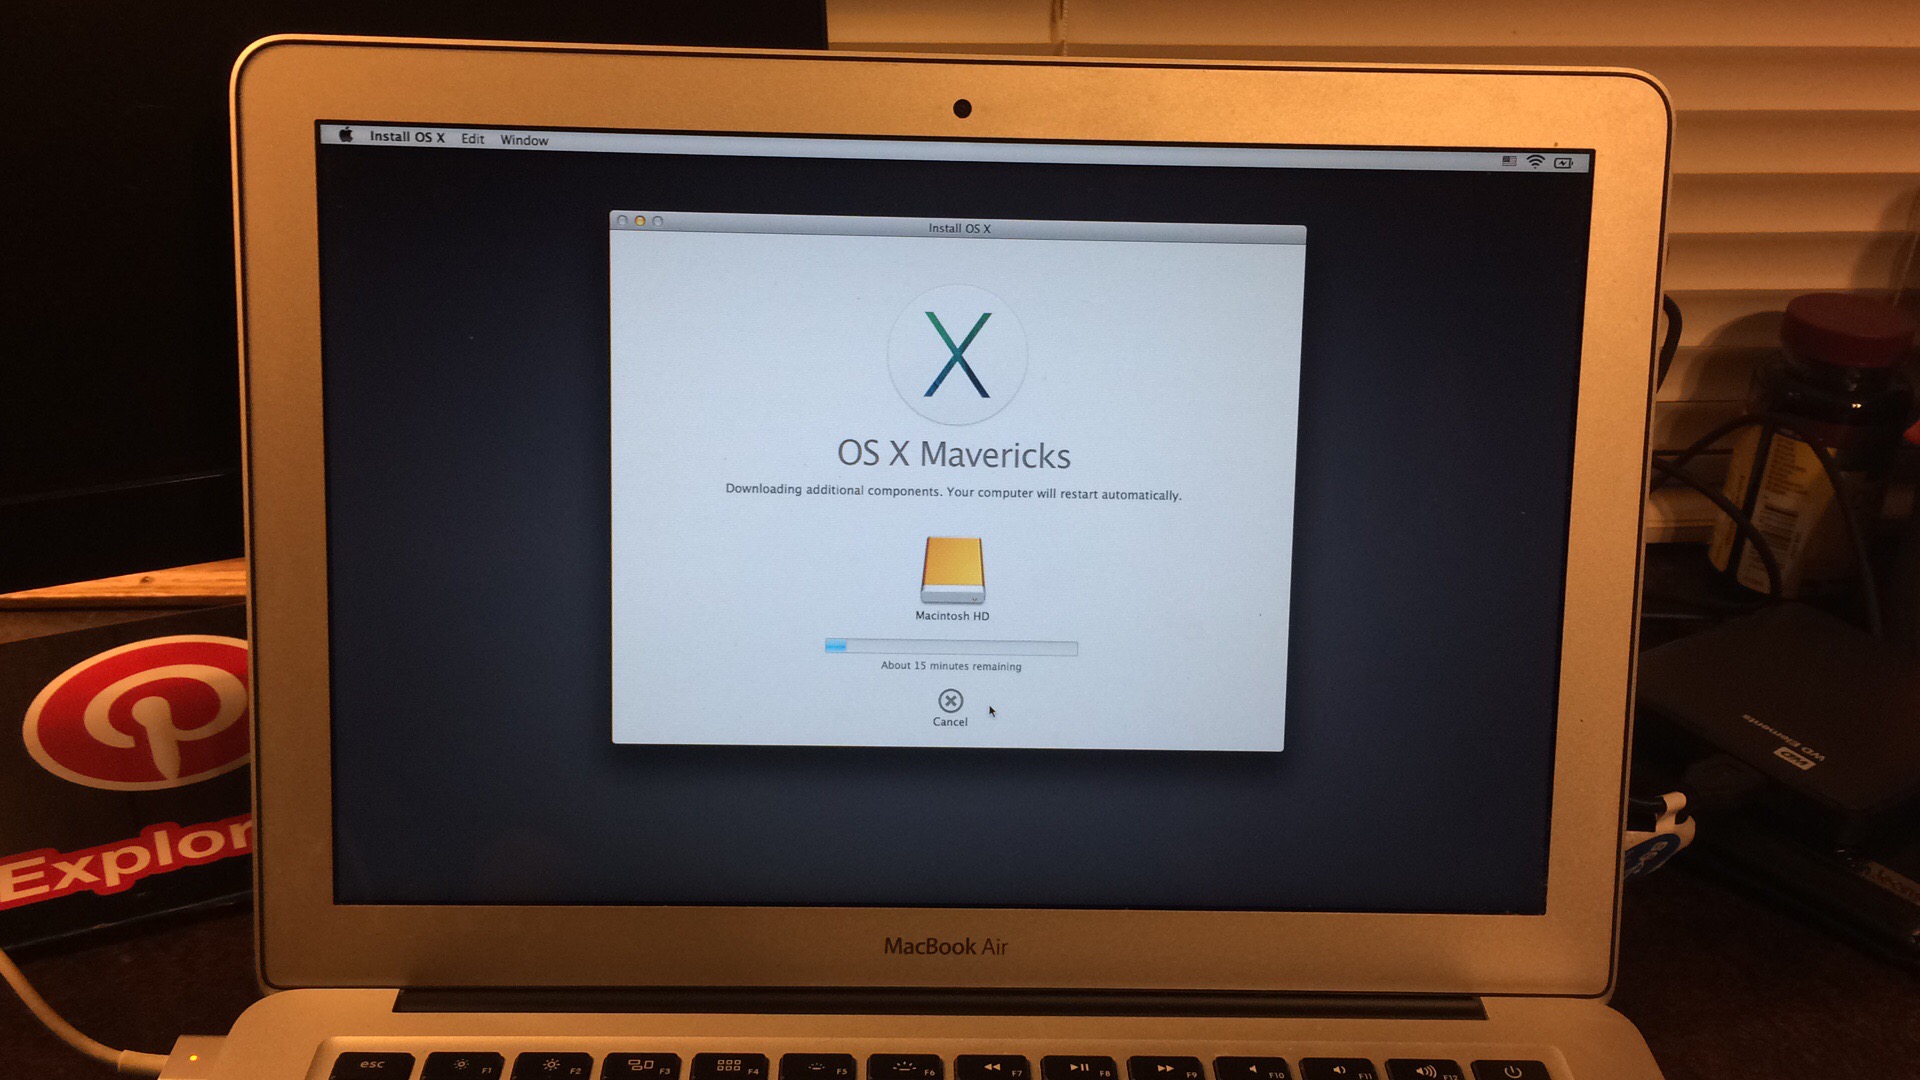 Install OS X Edit Window
Install OS X
OS X Mavericks
Downloading additional components. Your computer will restart automatically.
Macintosh HD
About 15 minutes remaining
Cancel
MacBook Air
Explor
WD Elements
WD
esc F1 F2 F3 F4 F5 F6 F7 F8 F9 F10 F11 F12